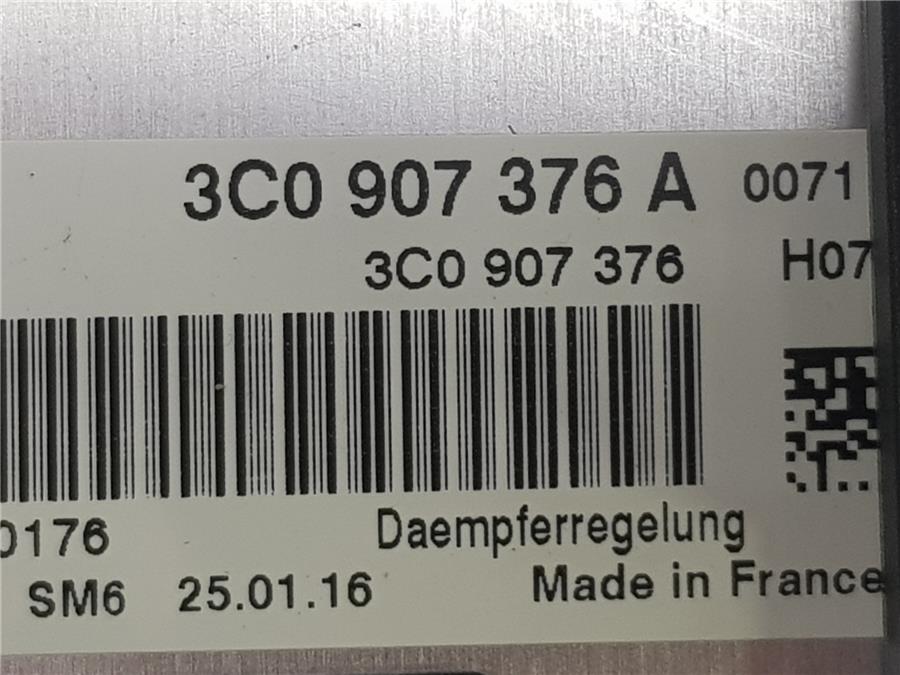 3C0 907 376 A 0071
3C0 907 376 H07
0176
Daempferregelung
SM6 25.01.16 Made in France